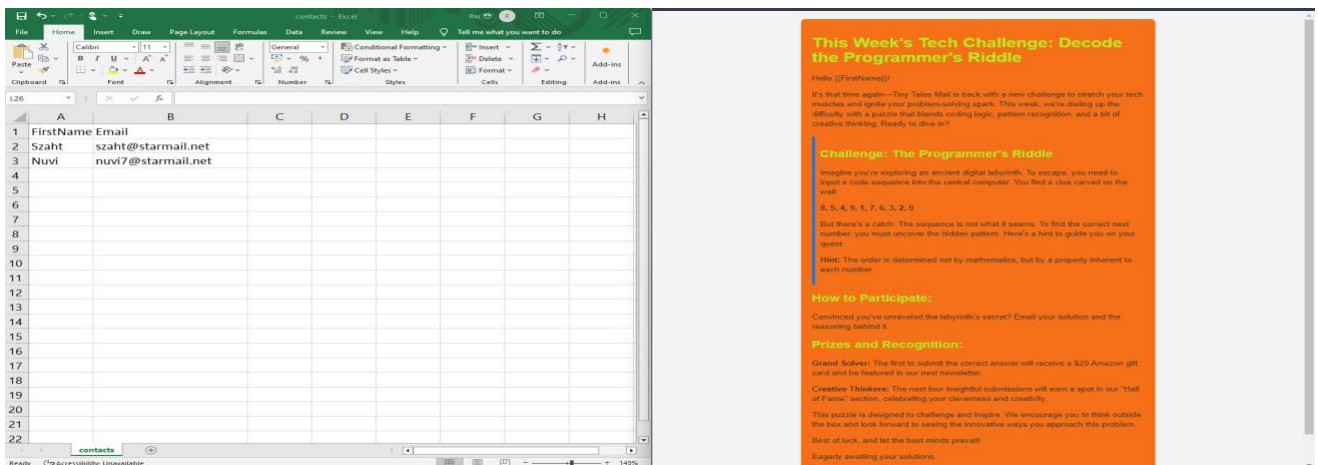 contacts - Excel
Raj
File Home Insert Draw Page Layout Formulas Data Review View Help Tell me what you want to do
Calibri 11 General Conditional Formatting Insert
Paste B I U Format as Table Delete Add-ins
Cell Styles Format
Clipboard Font Alignment Number Styles Cells Editing Add-ins
L26 fx
A B C D E F G H
1 FirstName Email
2 Szaht szaht@starmail.net
3 Nuvi nuvi7@starmail.net
4
5
6
7
8
9
10
11
12
13
14
15
16
17
18
19
20
21
22
contacts
Ready Accessibility: Unavailable 145%
This Week's Tech Challenge: Decode
the Programmer's Riddle
Hello {{FirstName}}!
It's that time again—Tiny Tales Mail is back with a new challenge to stretch your tech
muscles and ignite your problem-solving spark. This week, we're dialing up the
difficulty with a puzzle that blends coding logic, pattern recognition, and a bit of
creative thinking. Ready to dive in?
Challenge: The Programmer's Riddle
Imagine you're exploring an ancient digital labyrinth. To escape, you need to
input a code sequence into the central computer. You find a clue carved on the
wall:
8, 5, 4, 9, 1, 7, 6, 3, 2, 0
But there's a catch: The sequence is not what it seems. To find the correct next
number, you must uncover the hidden pattern. Here's a hint to guide you on your
quest:
Hint: The order is determined not by mathematics, but by a property inherent to
each number.
How to Participate:
Convinced you've unraveled the labyrinth's secret? Email your solution and the
reasoning behind it.
Prizes and Recognition:
Grand Solver: The first to submit the correct answer will receive a $20 Amazon gift
card and be featured in our next newsletter.
Creative Thinkers: The next four insightful submissions will earn a spot in our "Hall
of Fame" section, celebrating your cleverness and creativity.
This puzzle is designed to challenge and inspire. We encourage you to think outside
the box and look forward to seeing the innovative ways you approach this problem.
Best of luck, and let the best minds prevail!
Eagerly awaiting your solutions,